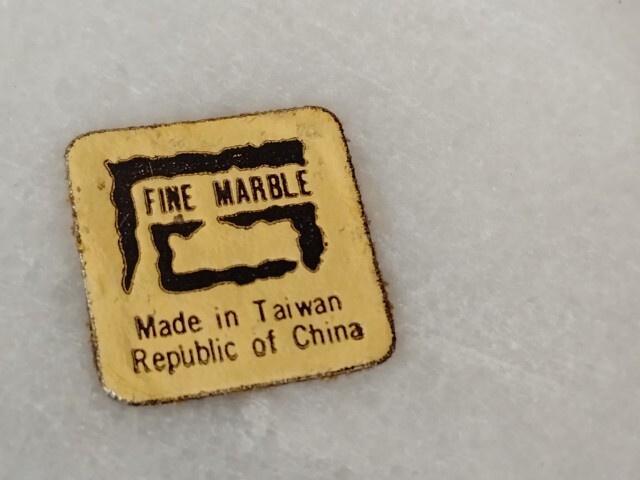 FINE MARBLE
Made in Taiwan
Republic of China